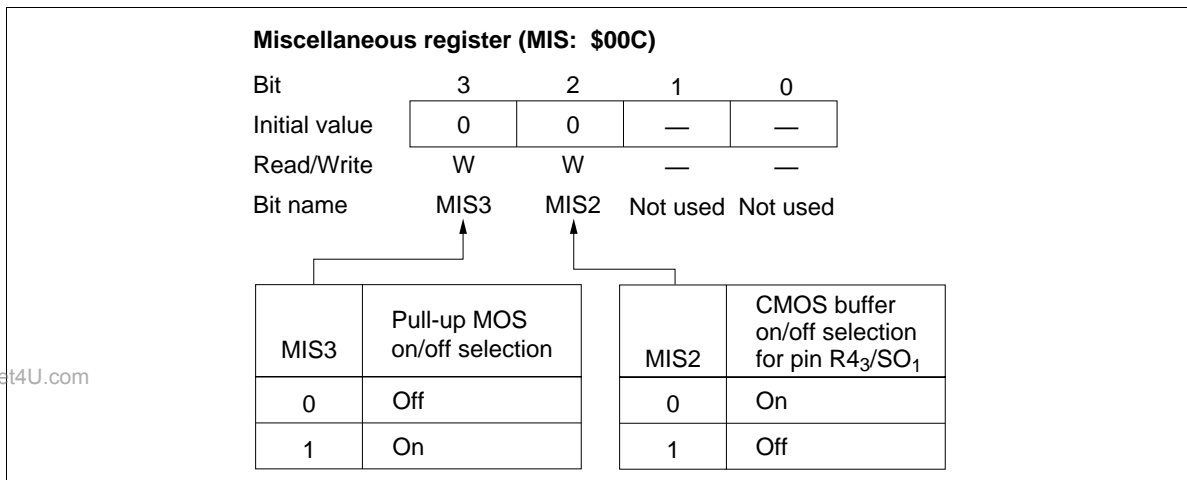 Miscellaneous register (MIS: $00C)
Bit 3 2 1 0
Initial value 0 0 — —
Read/Write W W — —
Bit name MIS3 MIS2 Not used Not used
MIS3 Pull-up MOS
on/off selection
0 Off
1 On
MIS2 CMOS buffer
on/off selection
for pin R4₃/SO₁
0 On
1 Off
et4U.com